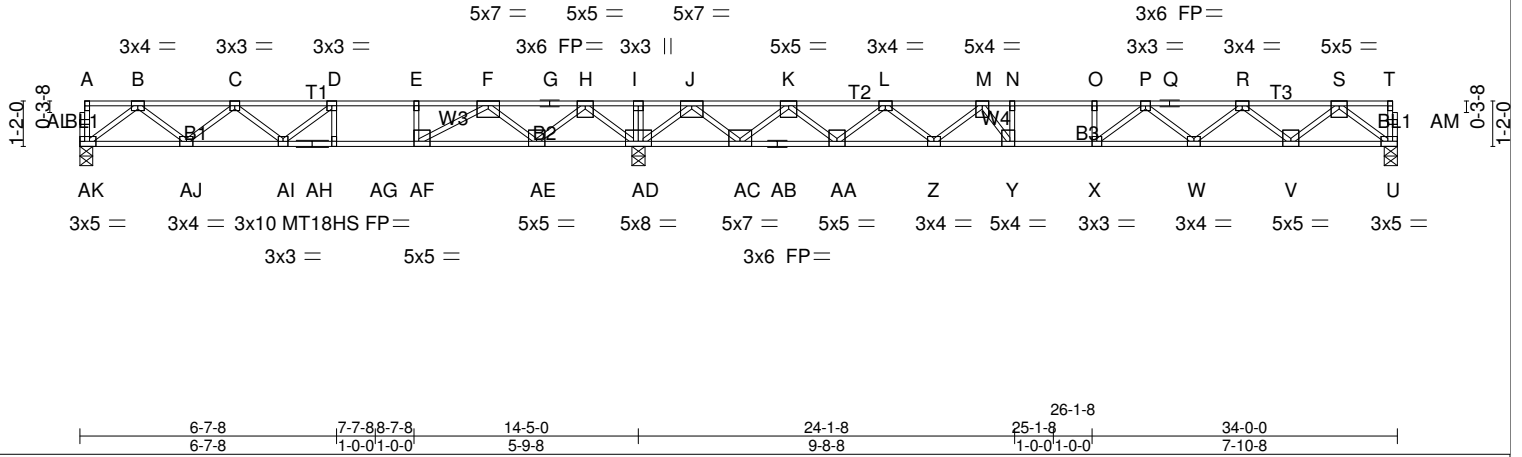 5x7 = 5x5 = 5x7 = 3x6 FP=
3x4 = 3x3 = 3x3 = 3x6 FP= 3x3 || 5x5 = 3x4 = 5x4 = 3x3 = 3x4 = 5x5 =
A B C D E F G H I J K L M N O P Q R S T
T1 T2 T3
1-2-0 0-3-8 AL BL1 B1 W3 B2 W4 B3 BL1 AM 0-3-8 1-2-0
AK AJ AI AH AG AF AE AD AC AB AA Z Y X W V U
3x5 = 3x4 = 3x10 MT18HS FP= 5x5 = 5x8 = 5x7 = 5x5 = 3x4 = 5x4 = 3x3 = 3x4 = 5x5 = 3x5 =
3x3 = 5x5 = 3x6 FP=
26-1-8
6-7-8 7-7-8 8-7-8 14-5-0 24-1-8 25-1-8 34-0-0
6-7-8 1-0-0 1-0-0 5-9-8 9-8-8 1-0-0 1-0-0 7-10-8